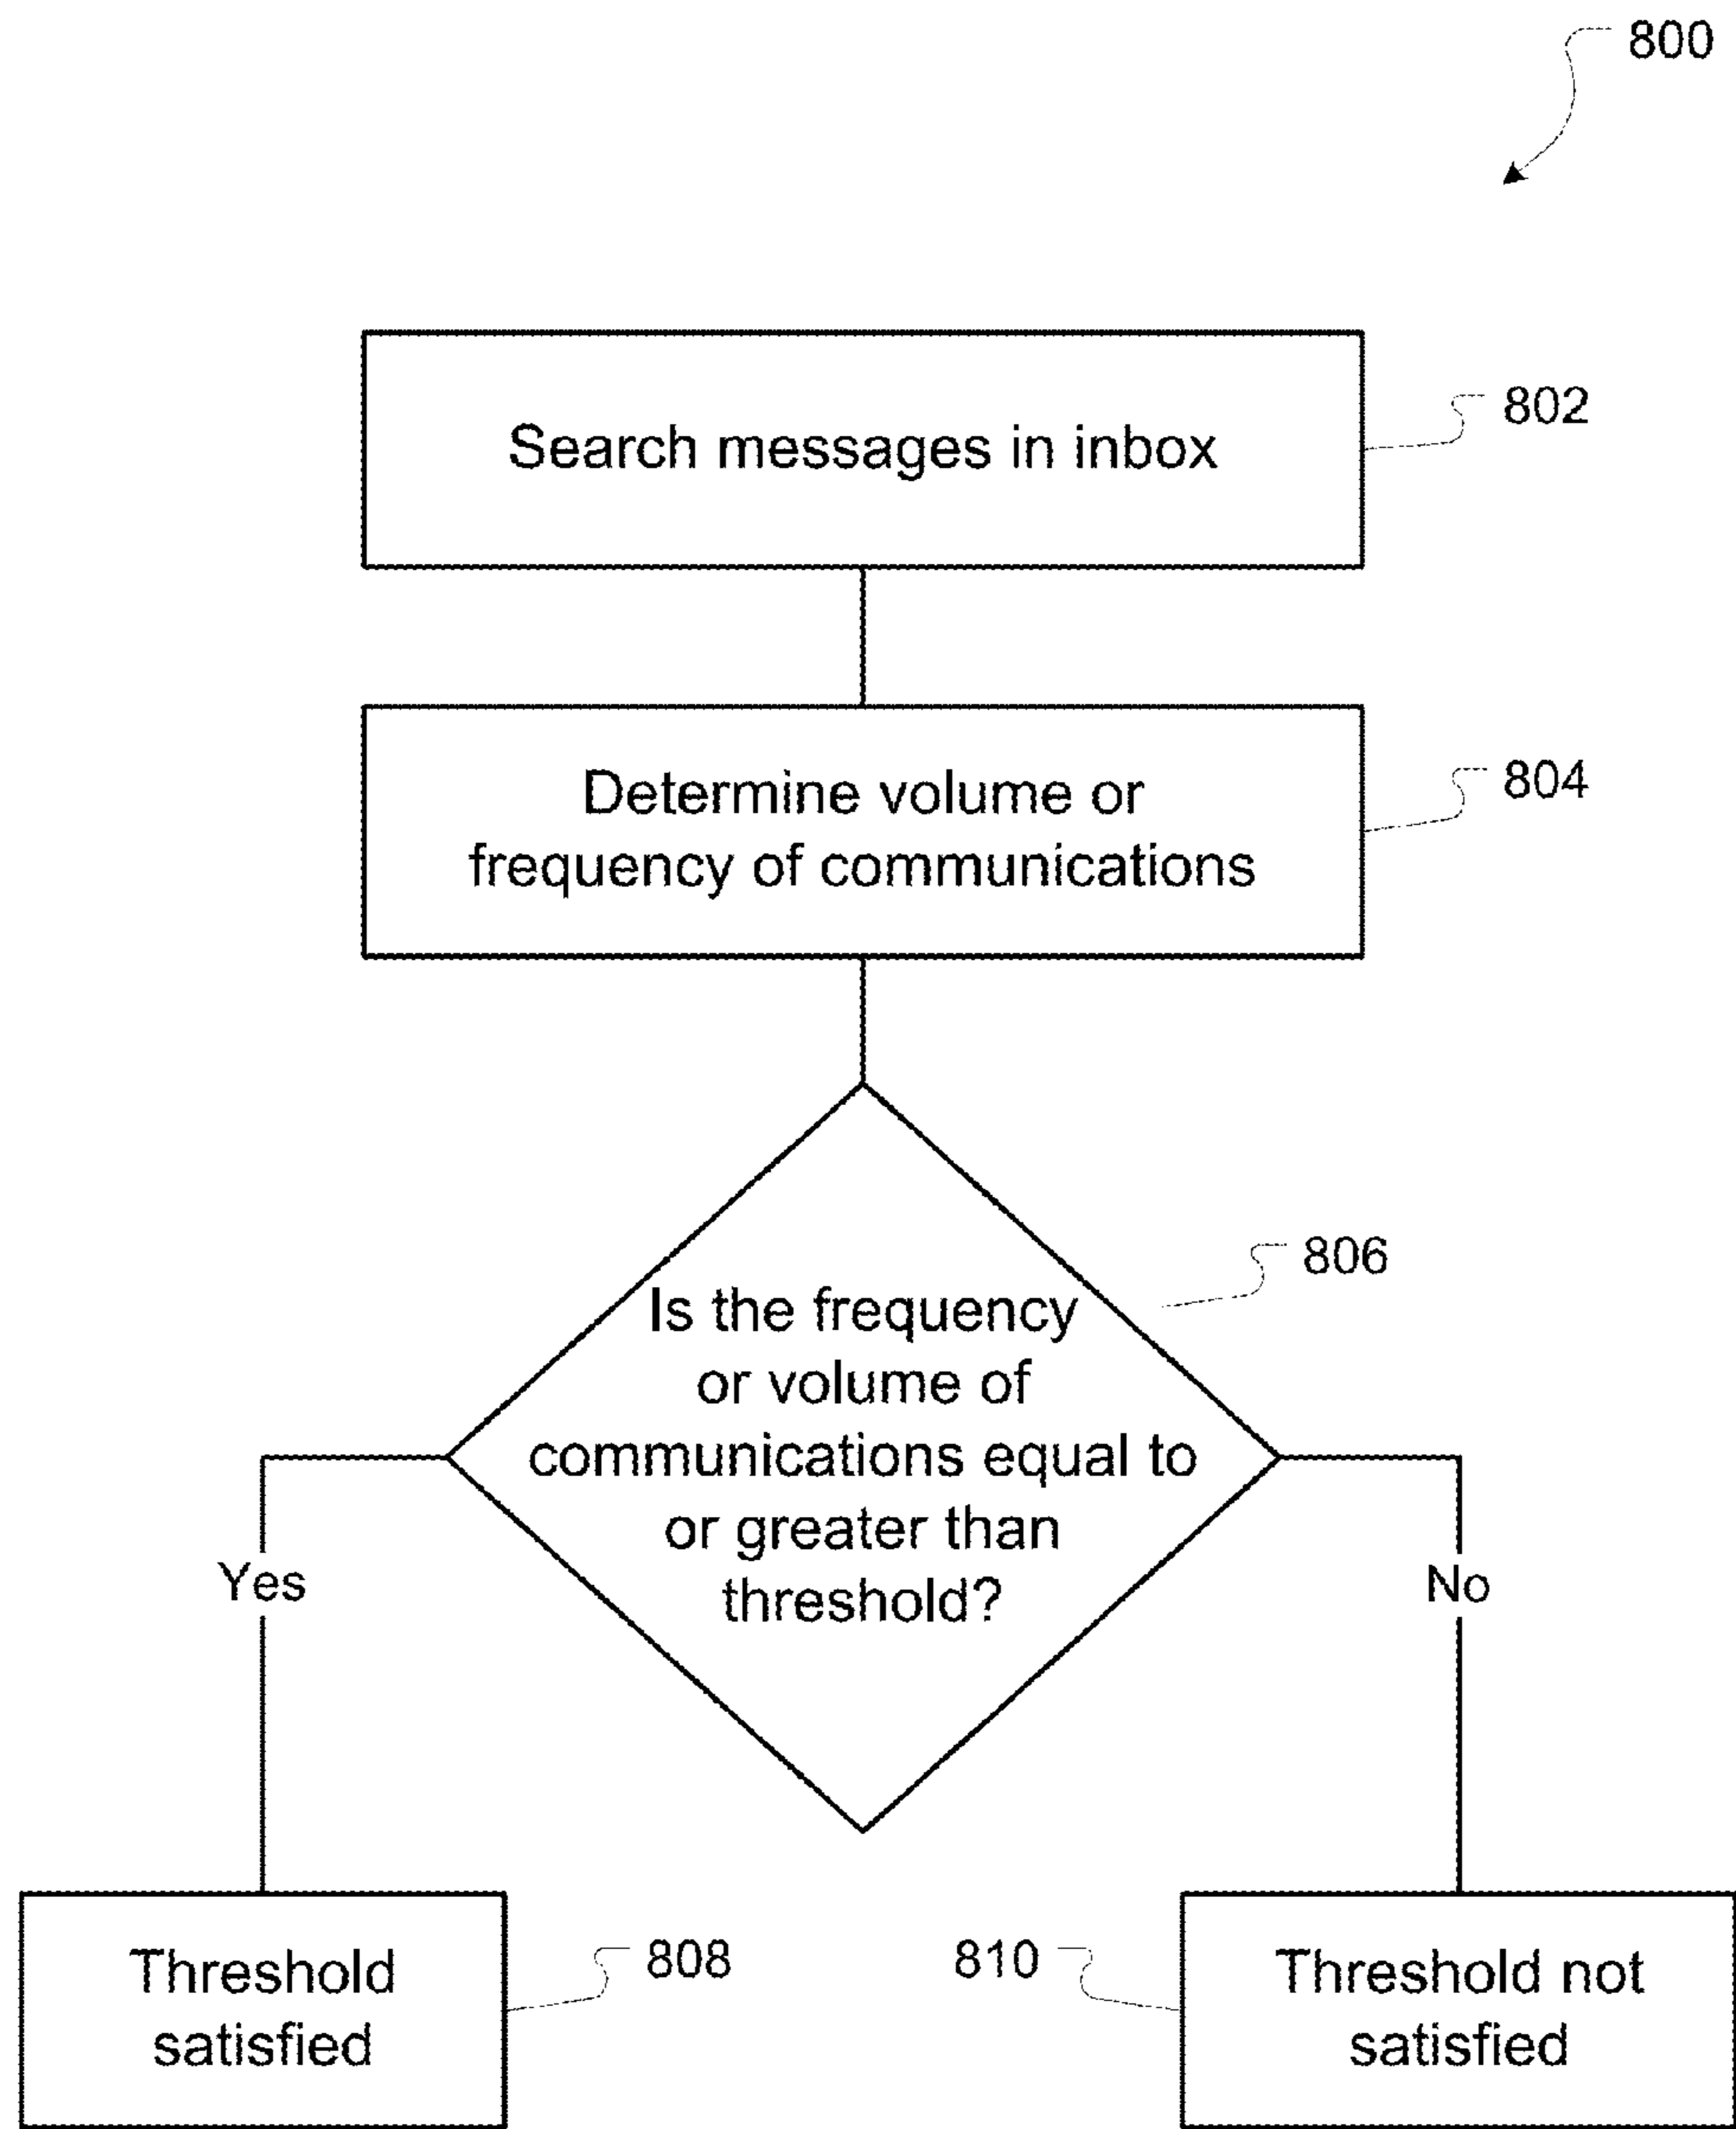 800
Search messages in inbox
802
Determine volume or
frequency of communications
804
806
Is the frequency
or volume of
communications equal to
or greater than
threshold?
Yes
No
Threshold
satisfied
808
810
Threshold not
satisfied